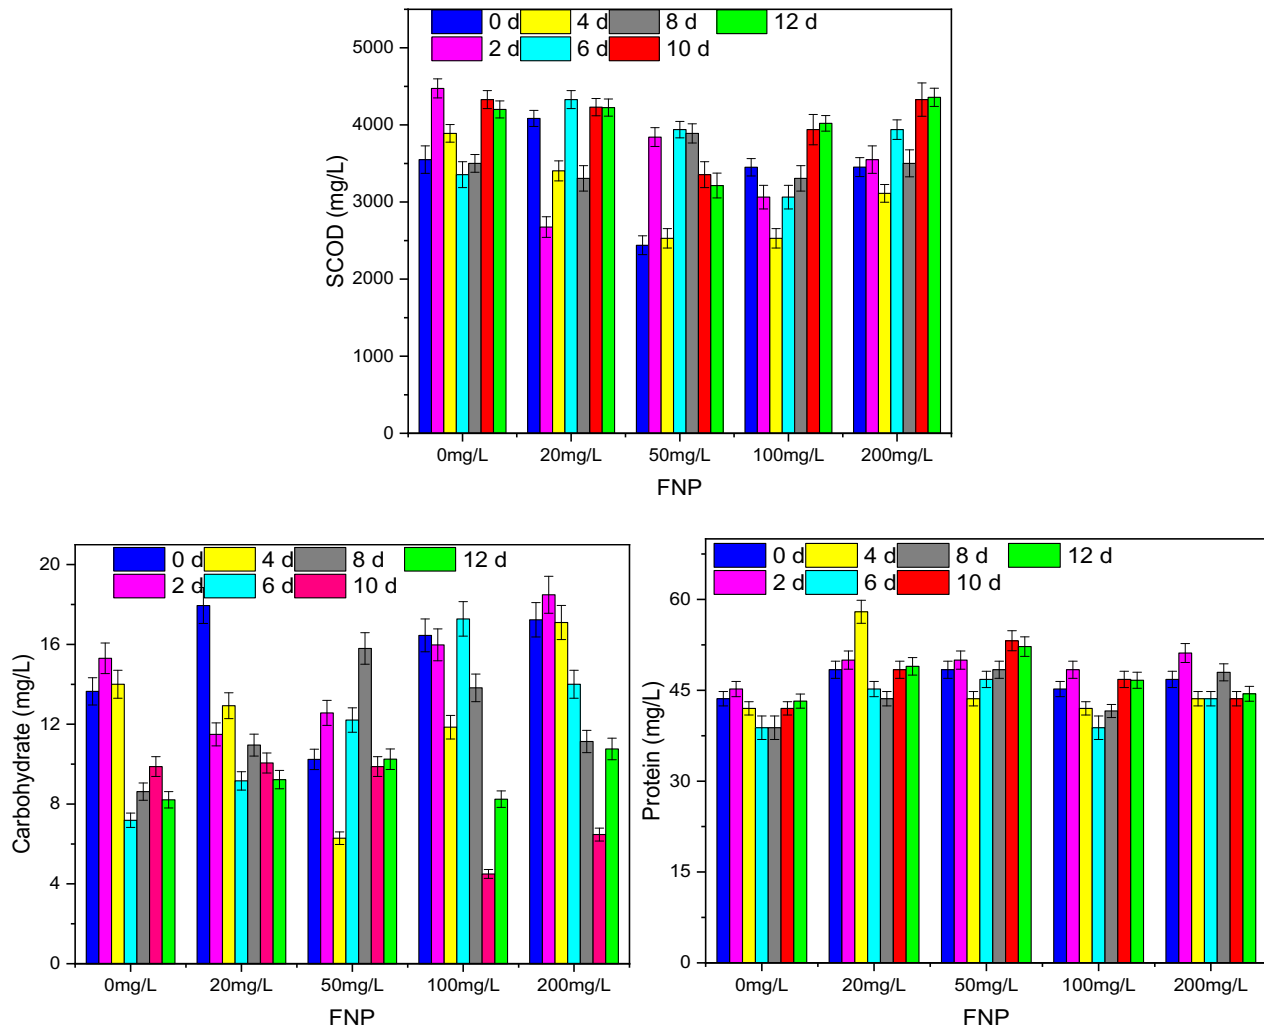 0 d 4 d 8 d 12 d
2 d 6 d 10 d
5000
4000
3000
2000
1000
0
SCOD (mg/L)
0mg/L 20mg/L 50mg/L 100mg/L 200mg/L
FNP
0 d 4 d 8 d 12 d
2 d 6 d 10 d
20
16
12
8
4
0
Carbohydrate (mg/L)
0mg/L 20mg/L 50mg/L 100mg/L 200mg/L
FNP
0 d 4 d 8 d 12 d
2 d 6 d 10 d
60
45
30
15
0
Protein (mg/L)
0mg/L 20mg/L 50mg/L 100mg/L 200mg/L
FNP